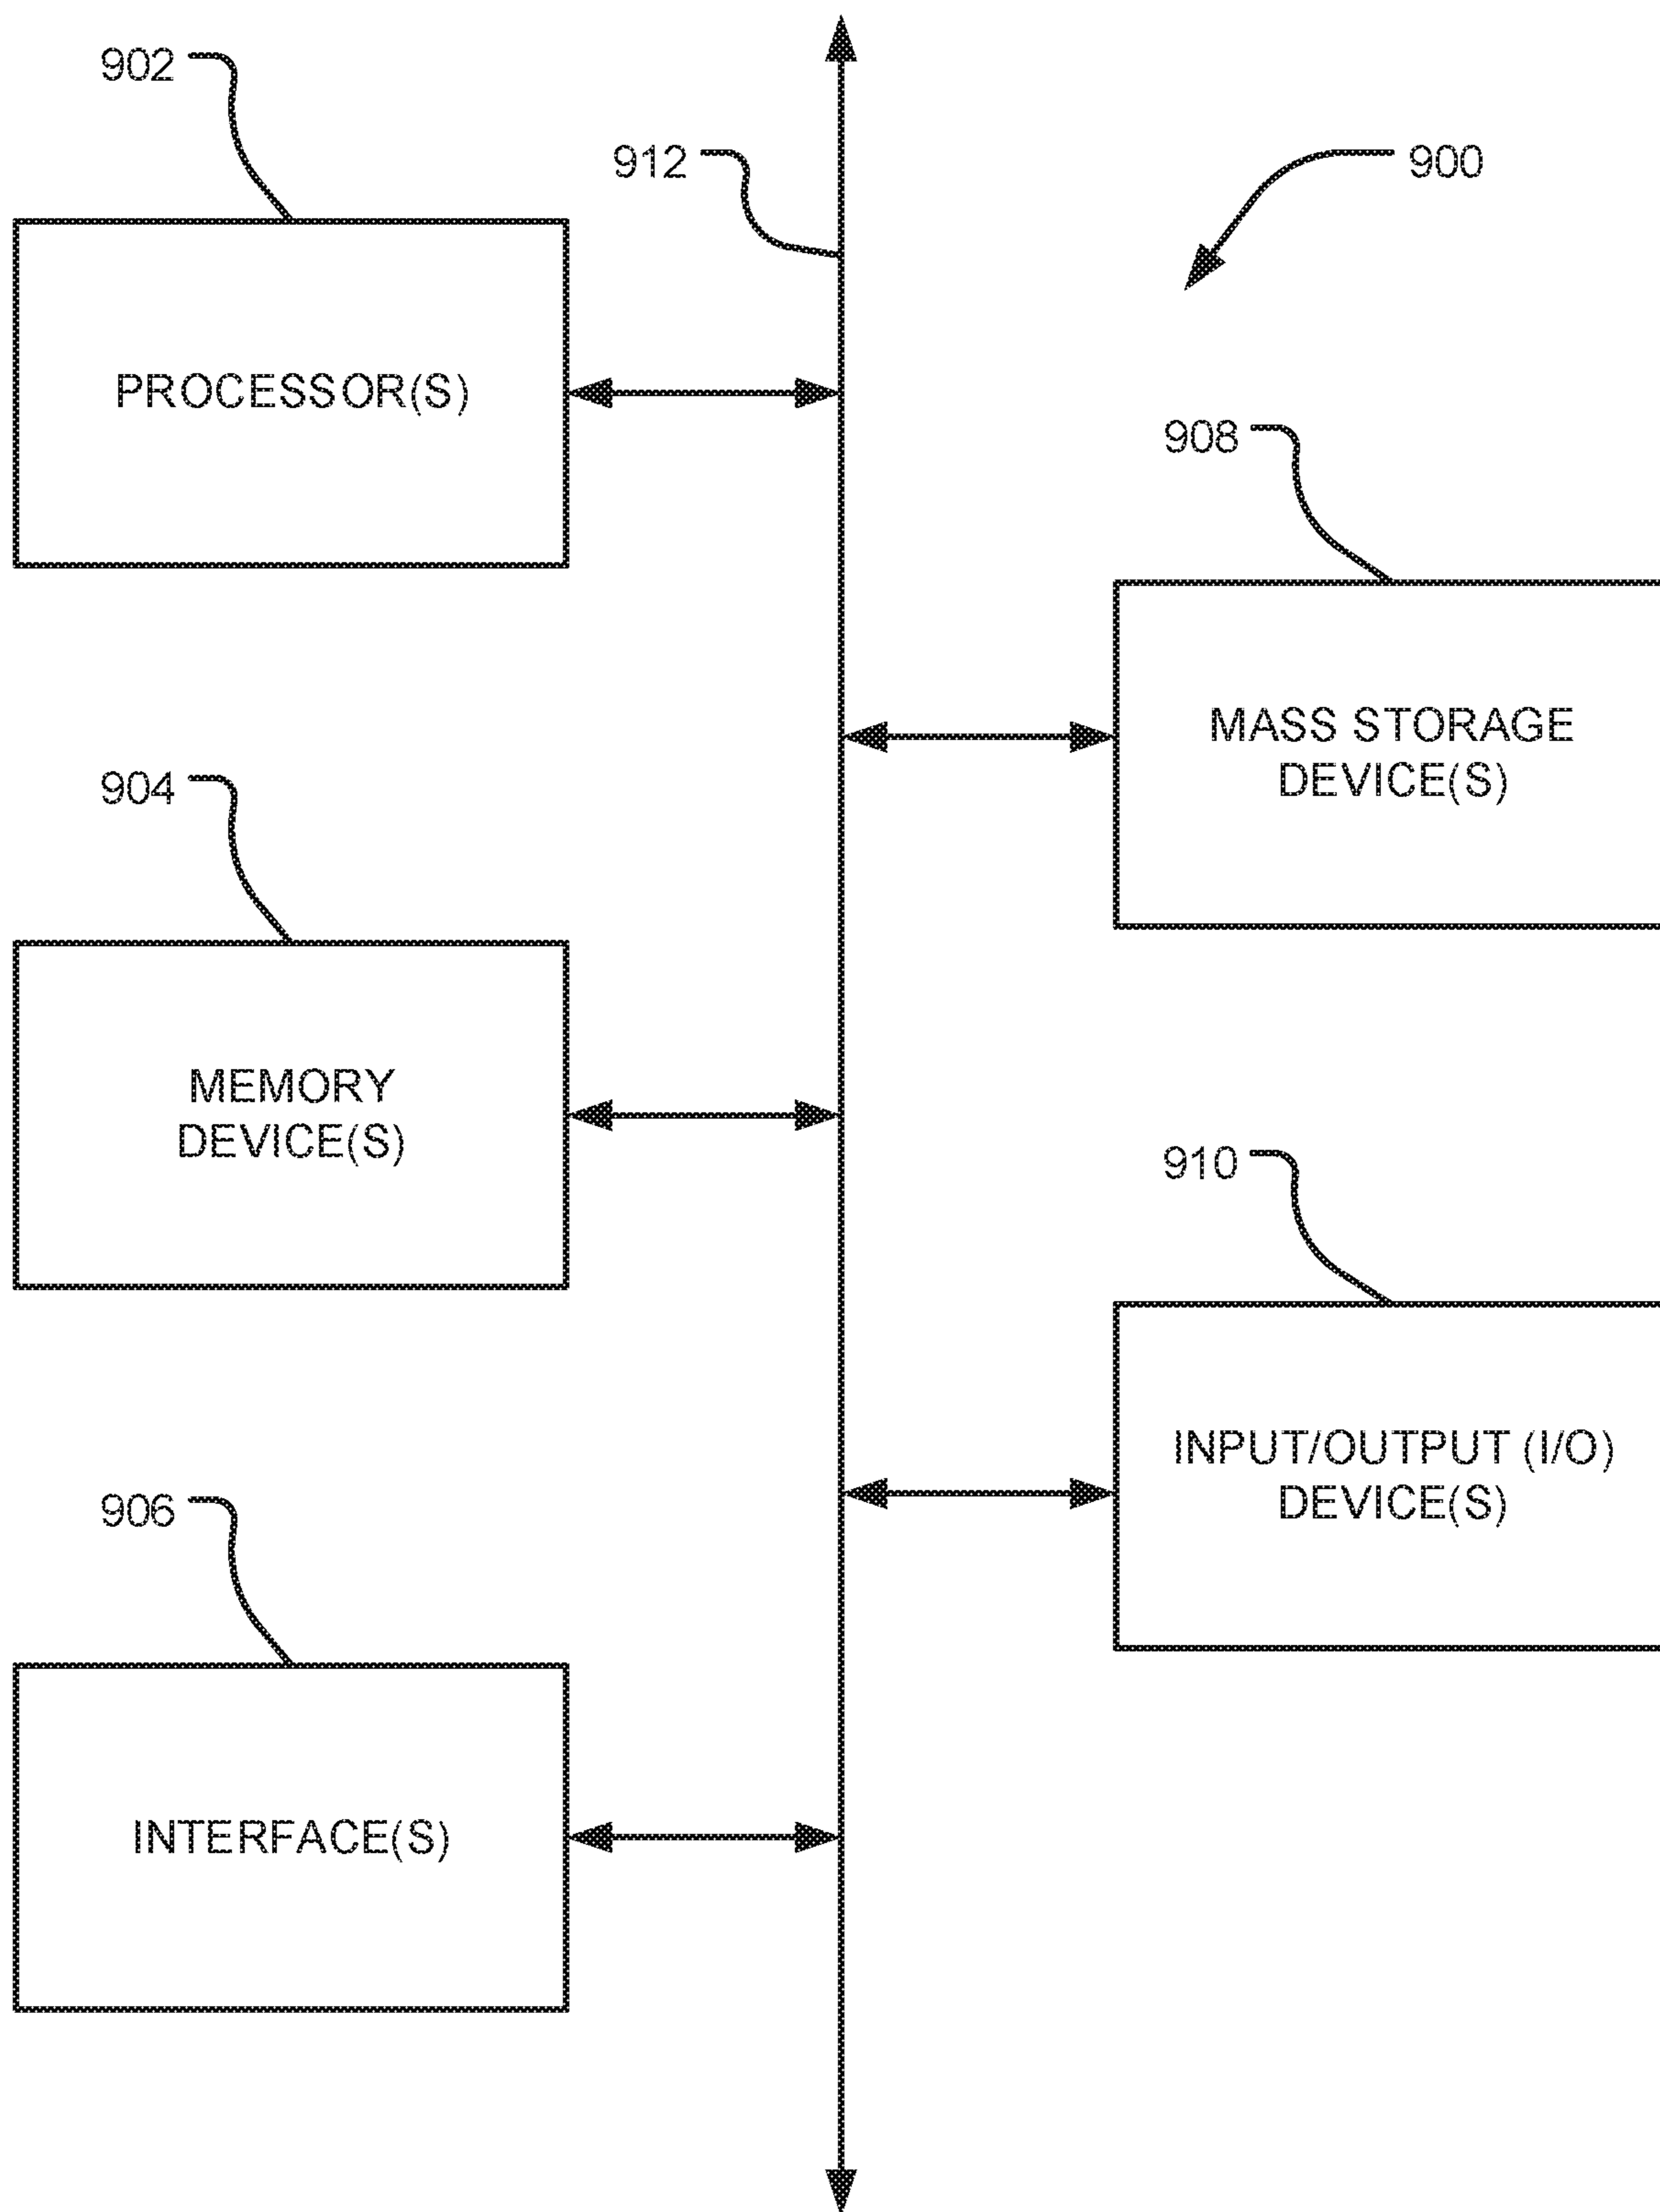 902
912
900
PROCESSOR(S)
908
MASS STORAGE
DEVICE(S)
904
MEMORY
DEVICE(S)
910
INPUT/OUTPUT (I/O)
DEVICE(S)
906
INTERFACE(S)